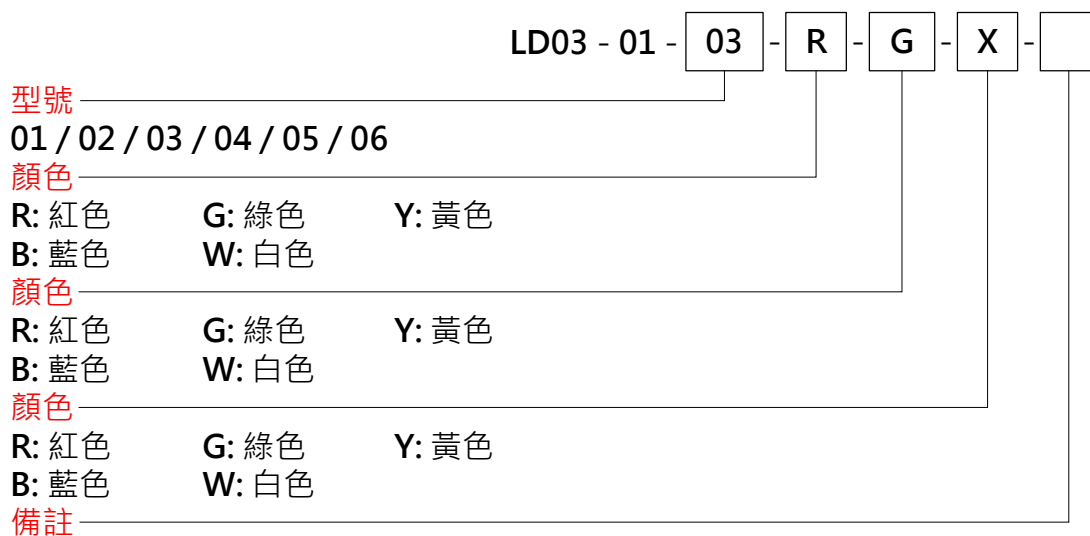 LD03 - 01 - 03 - R - G - X -
型號
01 / 02 / 03 / 04 / 05 / 06
顏色
R: 紅色 G: 綠色 Y: 黃色
B: 藍色 W: 白色
顏色
R: 紅色 G: 綠色 Y: 黃色
B: 藍色 W: 白色
顏色
R: 紅色 G: 綠色 Y: 黃色
B: 藍色 W: 白色
備註